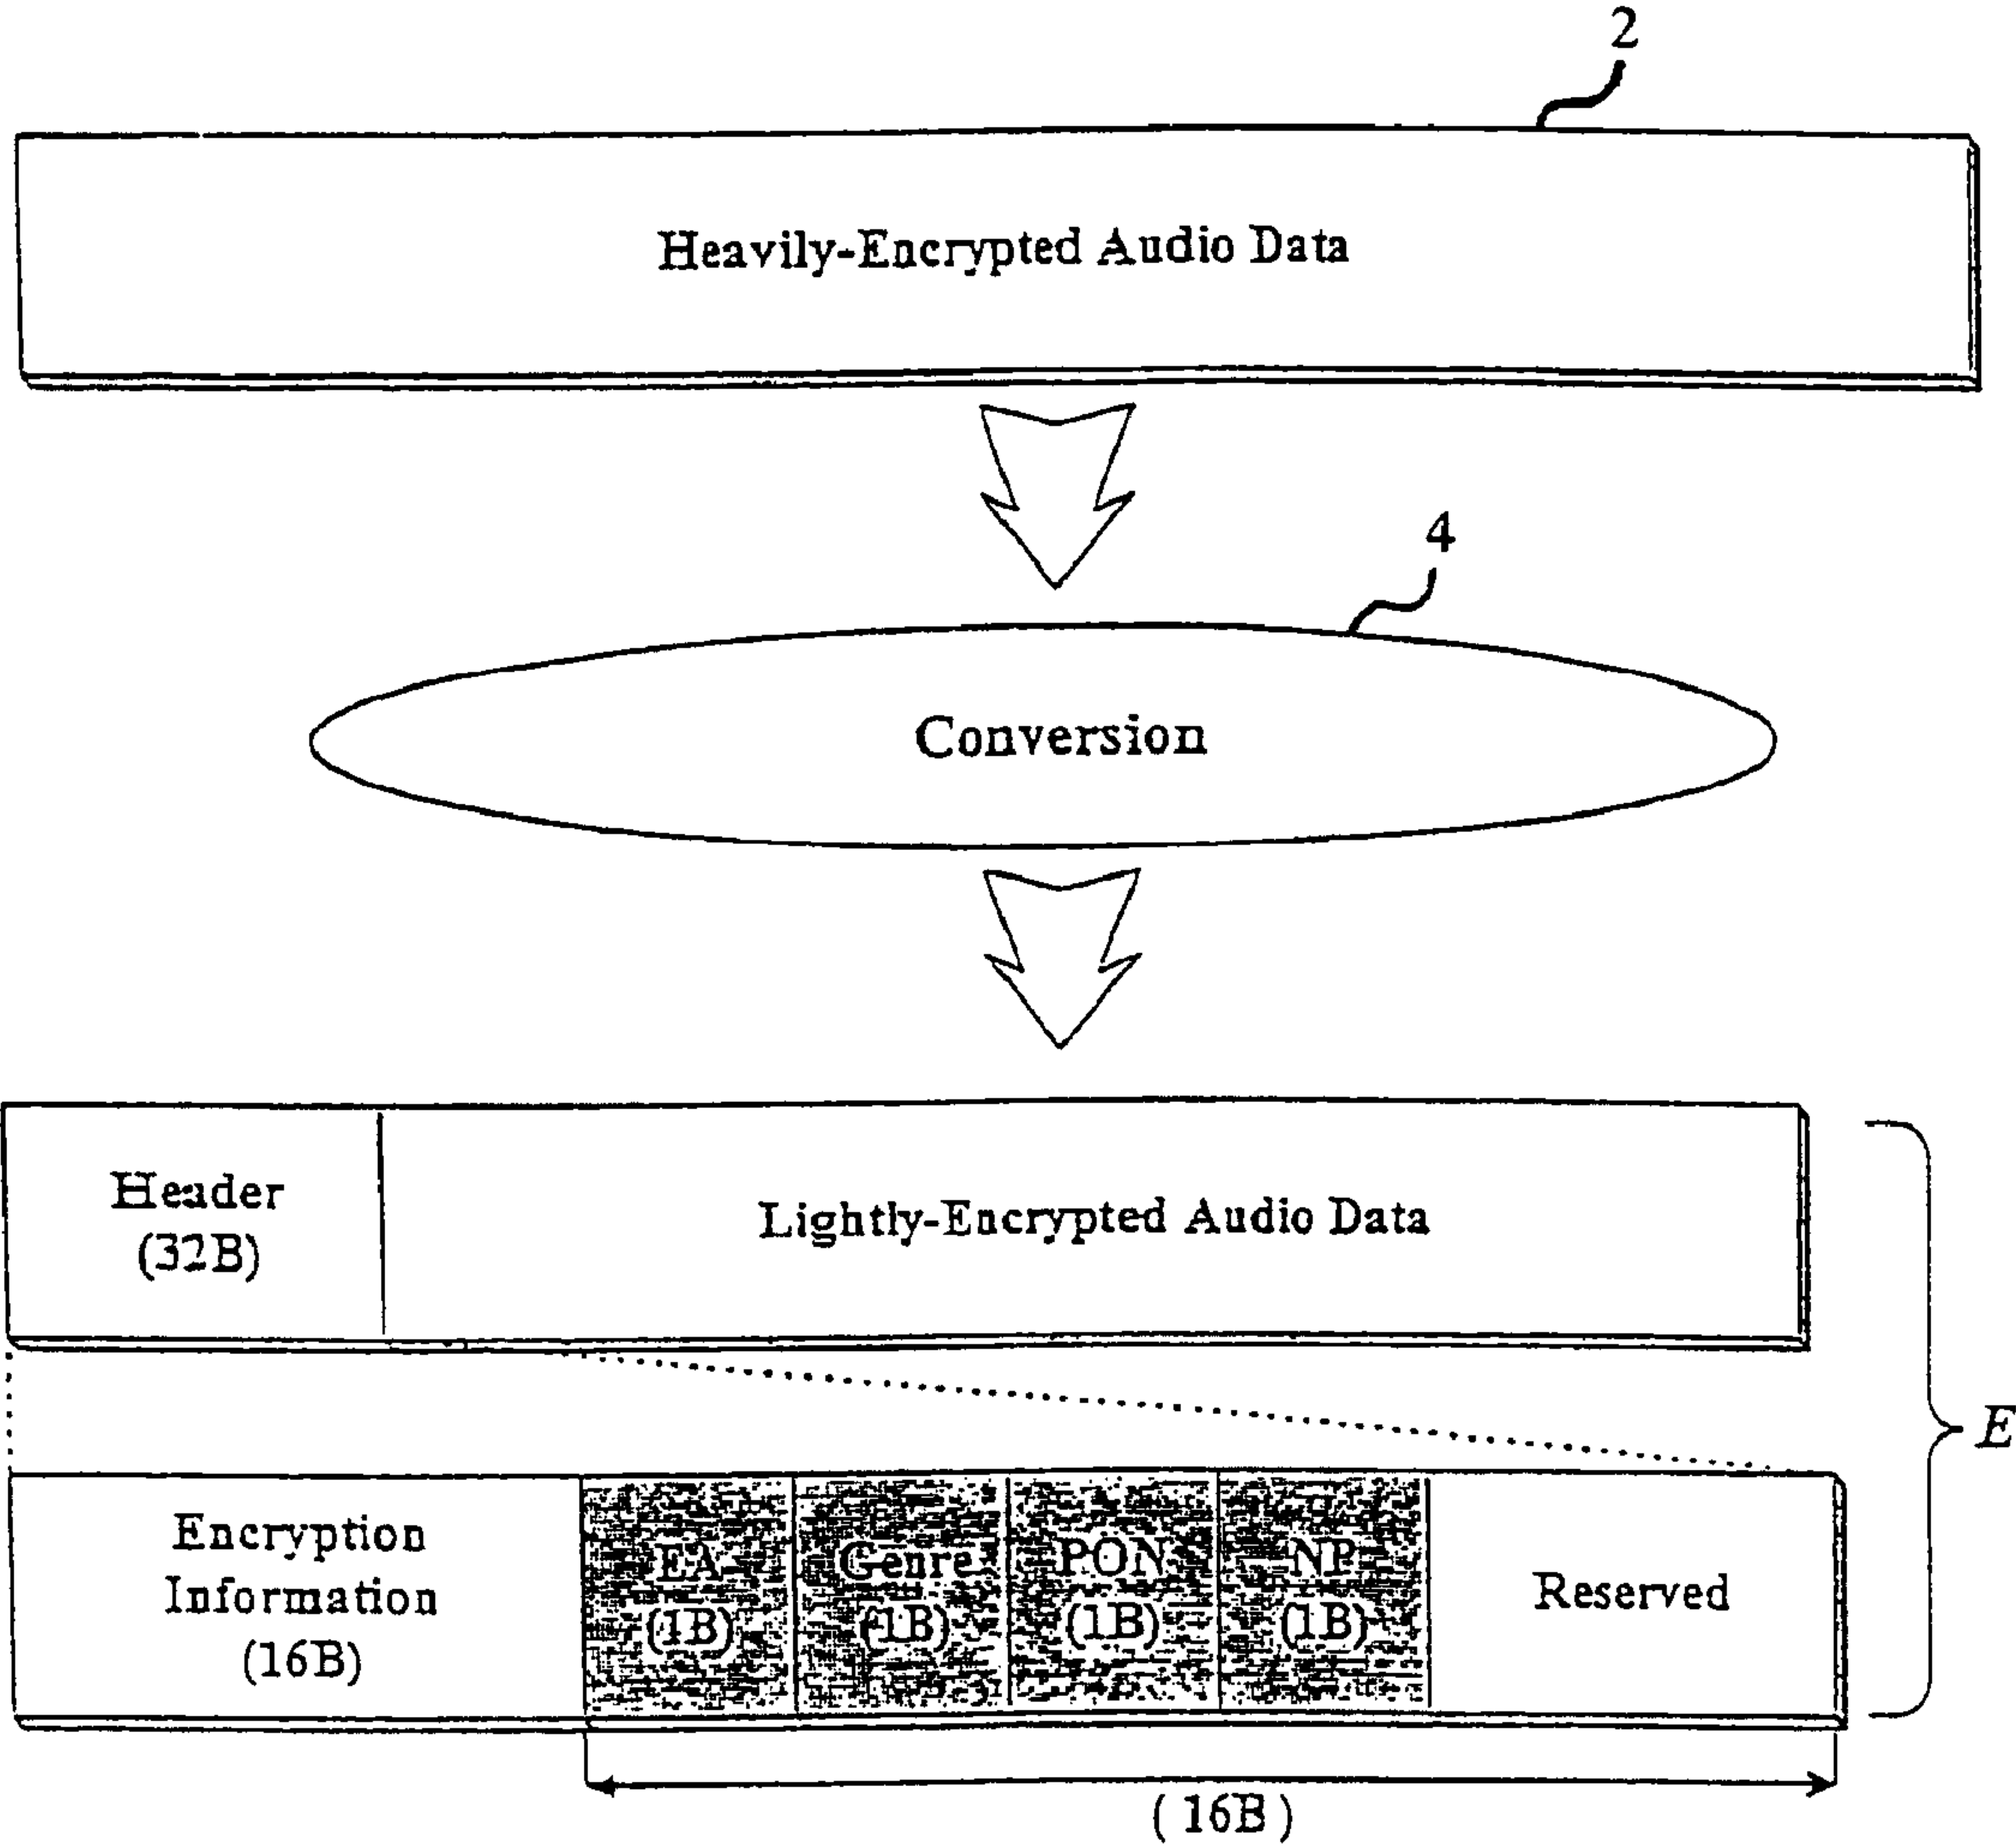 2
Heavily-Encrypted Audio Data
4
Conversion
Header
(32B)
Lightly-Encrypted Audio Data
E
Encryption
Information
(16B)
EA
(1B)
Genre
(1B)
PON
(1B)
NP
(1B)
Reserved
(16B)